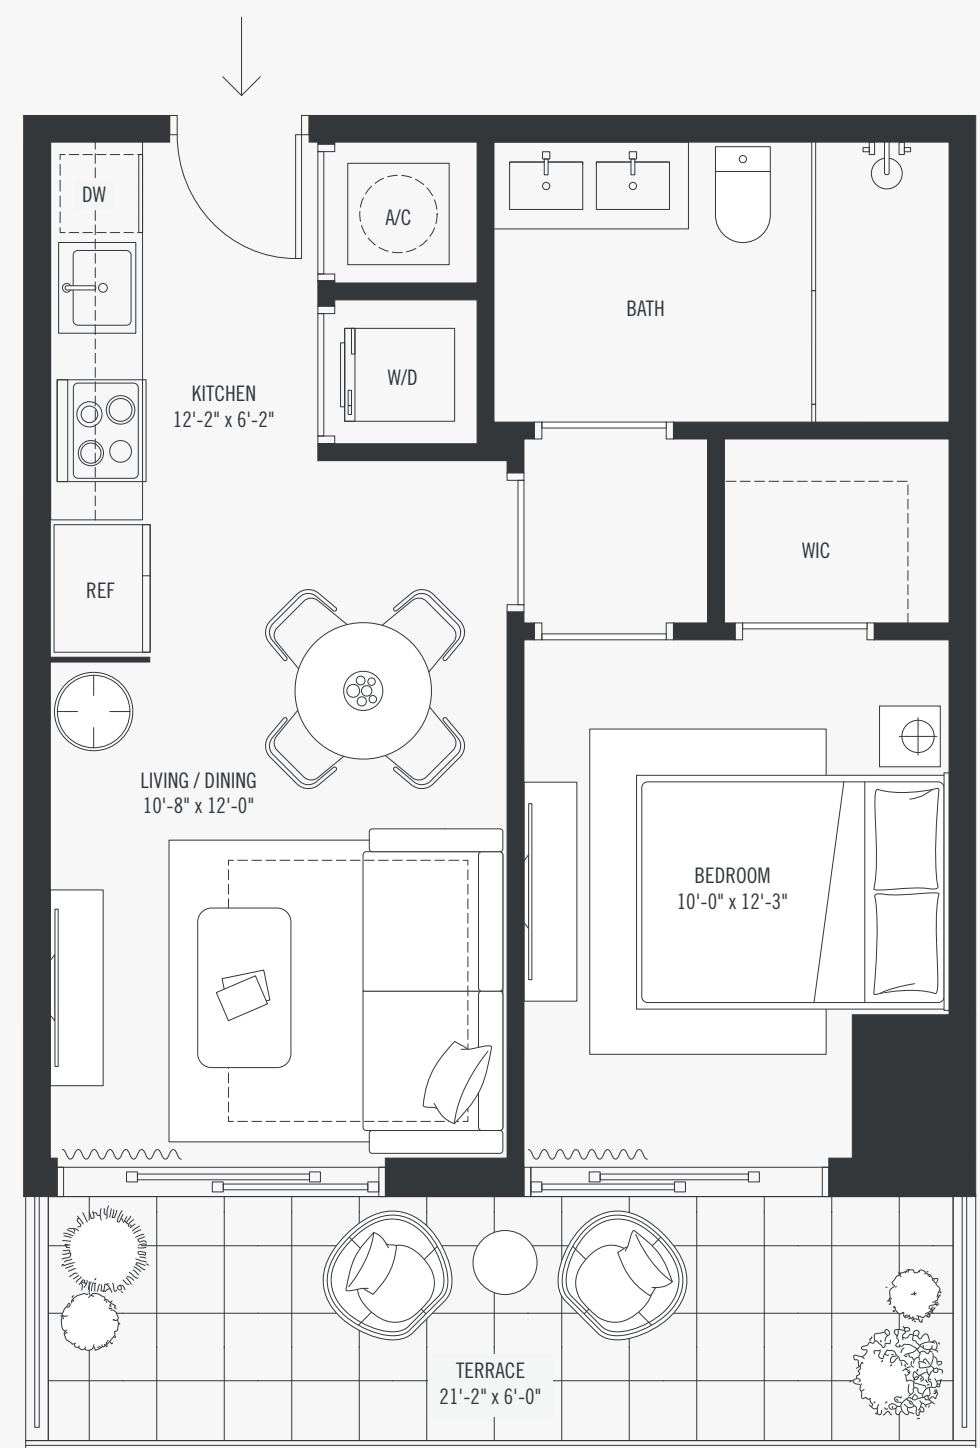 DW
A/C
BATH
W/D
KITCHEN
12'-2" x 6'-2"
WIC
REF
LIVING / DINING
10'-8" x 12'-0"
BEDROOM
10'-0" x 12'-3"
TERRACE
21'-2" x 6'-0"